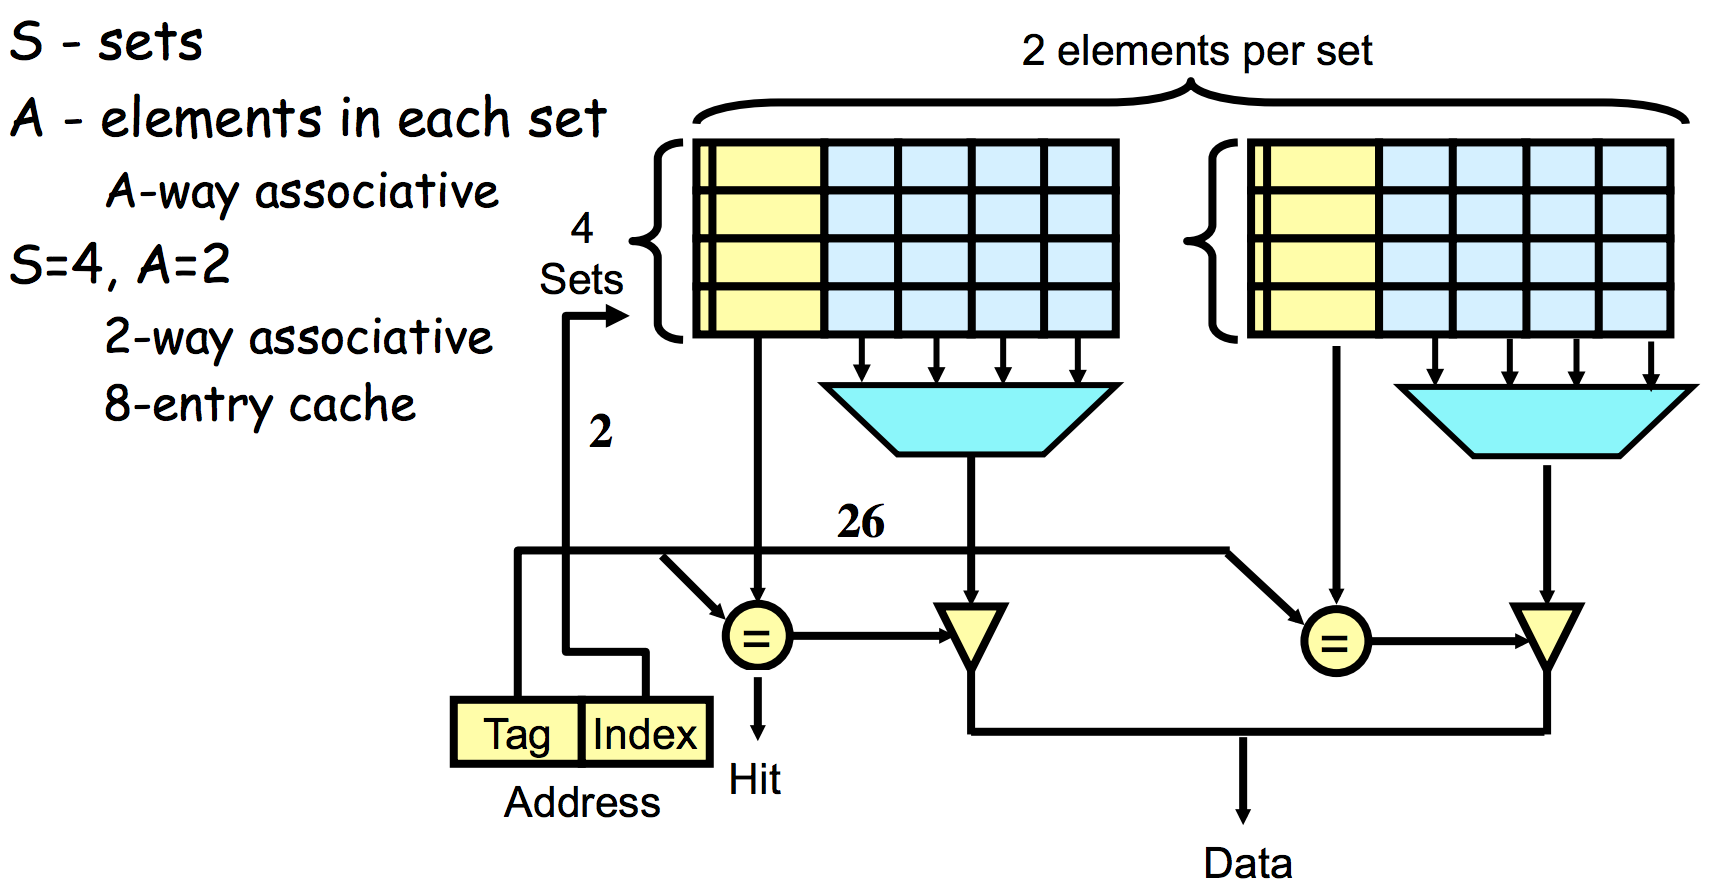 S - sets
A - elements in each set
A-way associative
S=4, A=2
2-way associative
8-entry cache
2 elements per set
4
Sets
2
26
=
=
Tag
Index
Address
Hit
Data